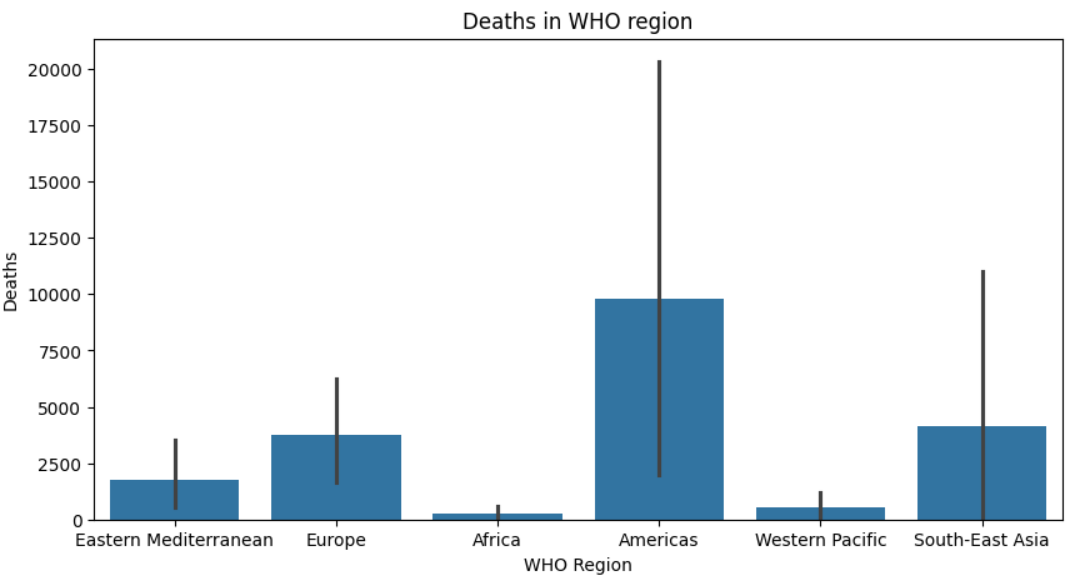 Deaths in WHO region
Deaths
20000
17500
15000
12500
10000
7500
5000
2500
0
Eastern Mediterranean Europe Africa Americas Western Pacific South-East Asia
WHO Region